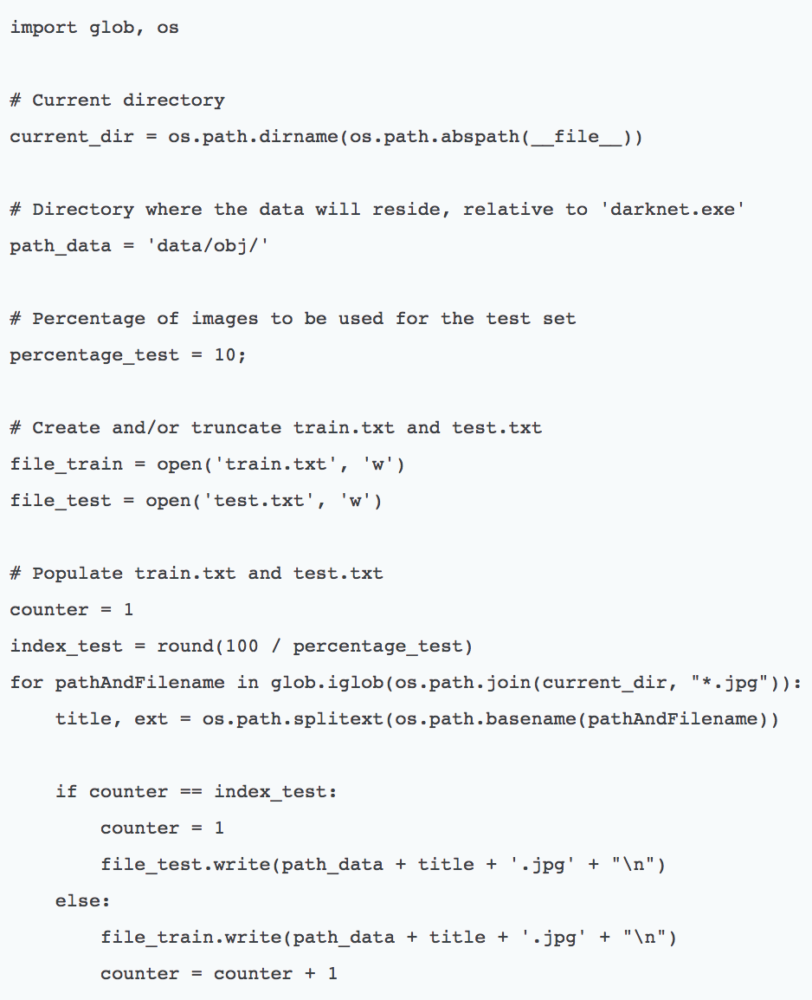 import glob, os
# Current directory
current_dir = os.path.dirname(os.path.abspath(__file__))
# Directory where the data will reside, relative to 'darknet.exe'
path_data = 'data/obj/'
# Percentage of images to be used for the test set
percentage_test = 10;
# Create and/or truncate train.txt and test.txt
file_train = open('train.txt', 'w')
file_test = open('test.txt', 'w')
# Populate train.txt and test.txt
counter = 1
index_test = round(100 / percentage_test)
for pathAndFilename in glob.iglob(os.path.join(current_dir, "*.jpg")):
    title, ext = os.path.splitext(os.path.basename(pathAndFilename))
    if counter == index_test:
        counter = 1
        file_test.write(path_data + title + '.jpg' + "\n")
    else:
        file_train.write(path_data + title + '.jpg' + "\n")
        counter = counter + 1